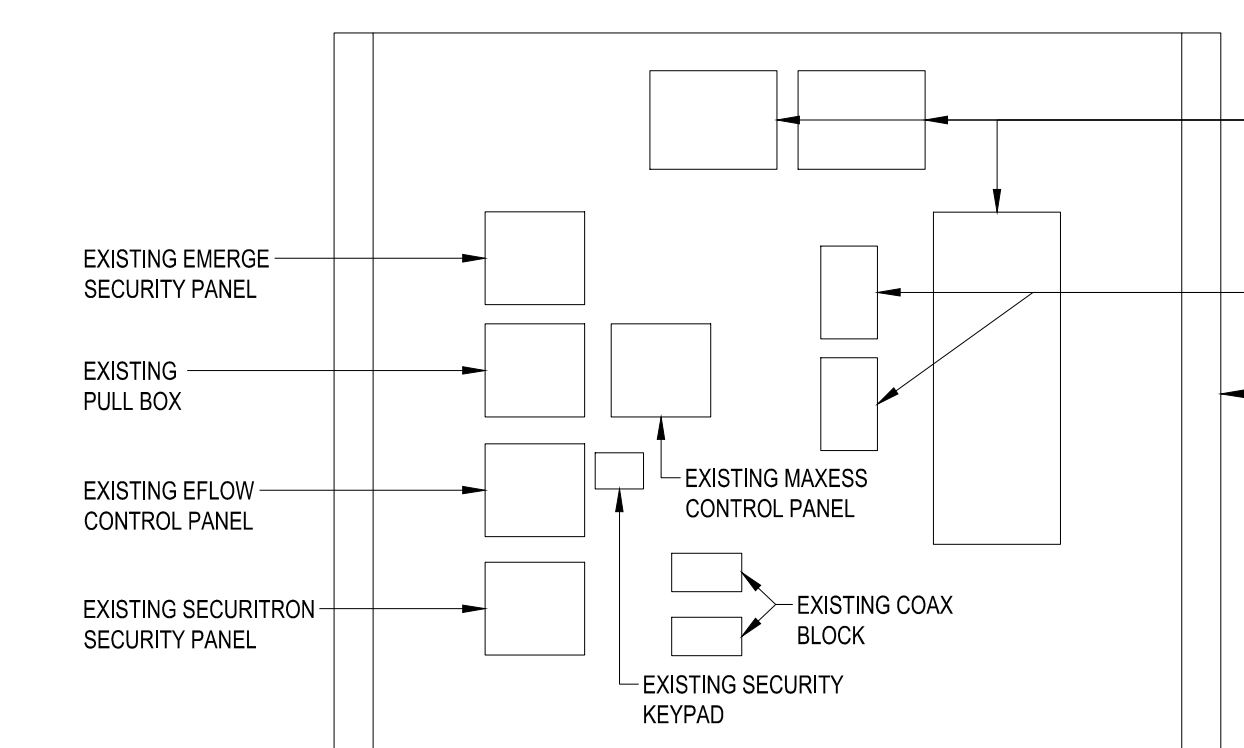 EXISTING EMERGE
SECURITY PANEL
EXISTING
PULL BOX
EXISTING EFLOW
CONTROL PANEL
EXISTING SECURITRON
SECURITY PANEL
EXISTING MAXESS
CONTROL PANEL
EXISTING COAX
BLOCK
EXISTING SECURITY
KEYPAD